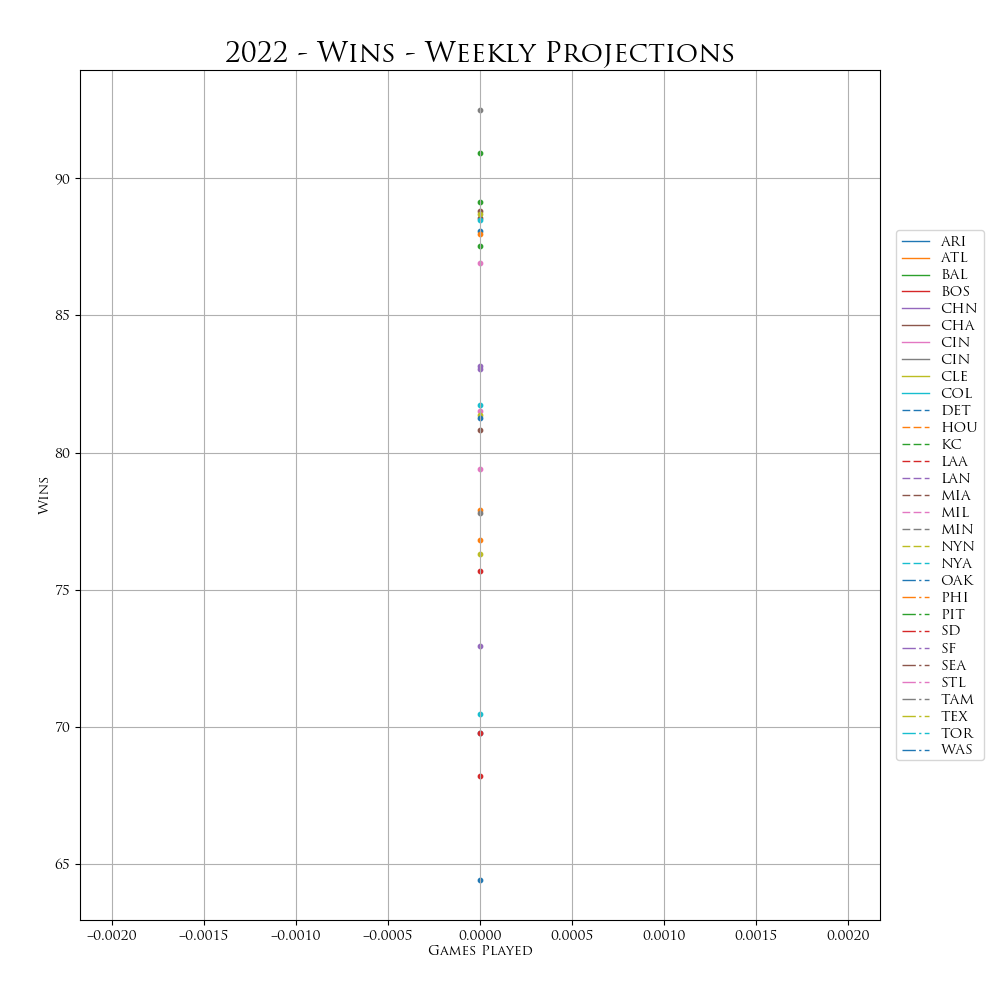 2022 - Wins - Weekly Projections
90
85
80
75
70
65
Wins
−0.0020 −0.0015 −0.0010 −0.0005 0.0000 0.0005 0.0010 0.0015 0.0020
Games Played
ARI
ATL
BAL
BOS
CHN
CHA
CIN
CIN
CLE
COL
DET
HOU
KC
LAA
LAN
MIA
MIL
MIN
NYN
NYA
OAK
PHI
PIT
SD
SF
SEA
STL
TAM
TEX
TOR
WAS